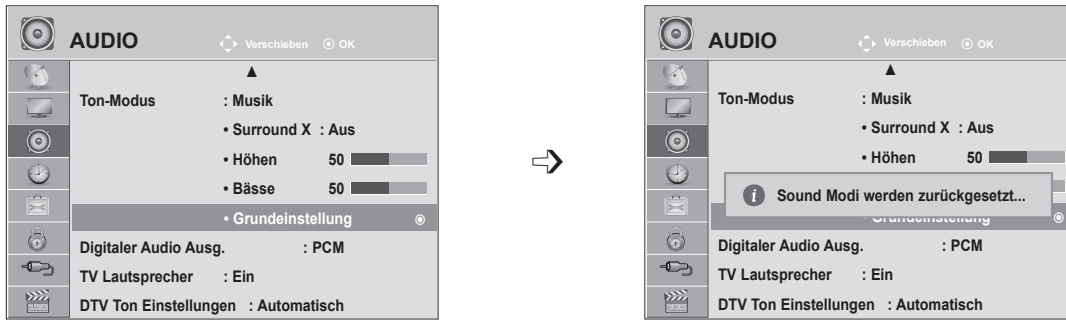 AUDIO
Verschieben OK
Ton-Modus : Musik
• Surround X : Aus
• Höhen 50
• Bässe 50
• Grundeinstellung
Digitaler Audio Ausg. : PCM
TV Lautsprecher : Ein
DTV Ton Einstellungen : Automatisch
AUDIO
Verschieben OK
Ton-Modus : Musik
• Surround X : Aus
• Höhen 50
i Sound Modi werden zurückgesetzt...
• Grundeinstellung
Digitaler Audio Ausg. : PCM
TV Lautsprecher : Ein
DTV Ton Einstellungen : Automatisch